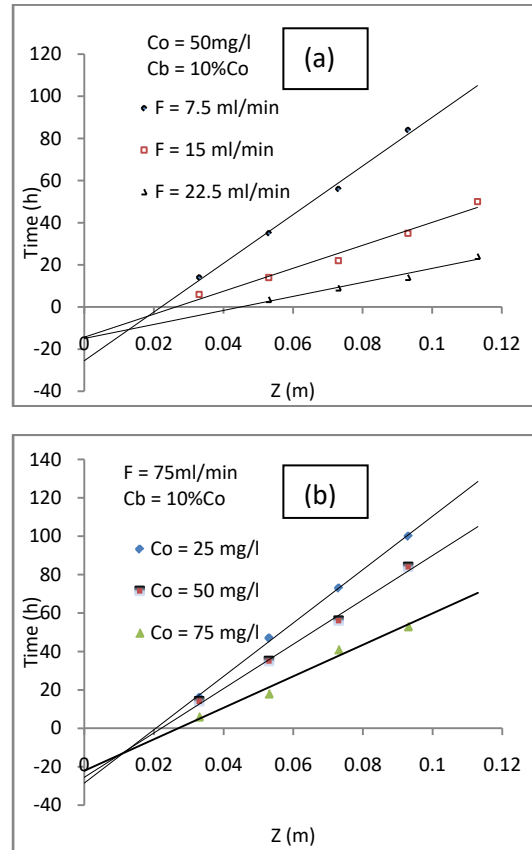 120
Co = 50mg/l
(a)
Cb = 10%Co
100
F = 7.5 ml/min
80
F = 15 ml/min
60
F = 22.5 ml/min
Time (h)
40
20
0
0
0.02
0.04
0.06
0.08
0.1
0.12
-20
-40
Z (m)
140
F = 75ml/min
(b)
120
Cb = 10%Co
100
Co = 25 mg/l
80
Co = 50 mg/l
60
Co = 75 mg/l
Time (h)
40
20
0
0
0.02
0.04
0.06
0.08
0.1
0.12
-20
-40
Z (m)